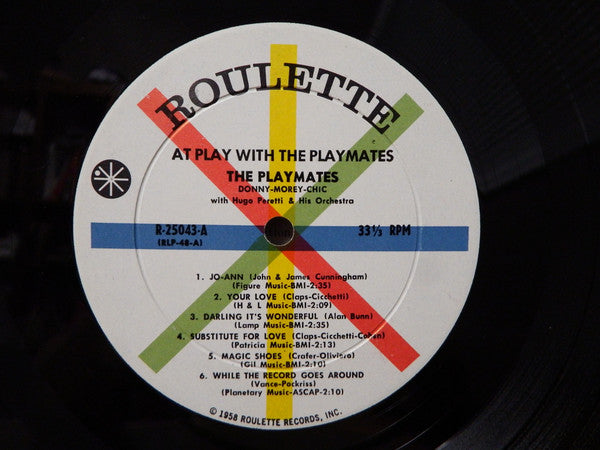 ROULETTE
AT PLAY WITH THE PLAYMATES
THE PLAYMATES
DONNY-MOREY-CHIC
with Hugo Peretti & His Orchestra
R-25043-A 33⅓ RPM
(RLP-48-A)
1. JO-ANN (John & James Cunningham)
(Figure Music-BMI-2:35)
2. YOUR LOVE (Claps-Cicchetti)
(H & L Music-BMI-2:09)
3. DARLING IT'S WONDERFUL (Alan Bunn)
(Lamp Music-BMI-2:35)
4. SUBSTITUTE FOR LOVE (Claps-Cicchetti-Cohen)
(Patricia Music-BMI-2:13)
5. MAGIC SHOES (Crafer-Oliviero)
(Gil Music-BMI-2:10)
6. WHILE THE RECORD GOES AROUND
(Vance-Pockriss)
(Planetary Music-ASCAP-2:10)
© 1958 ROULETTE RECORDS, INC.